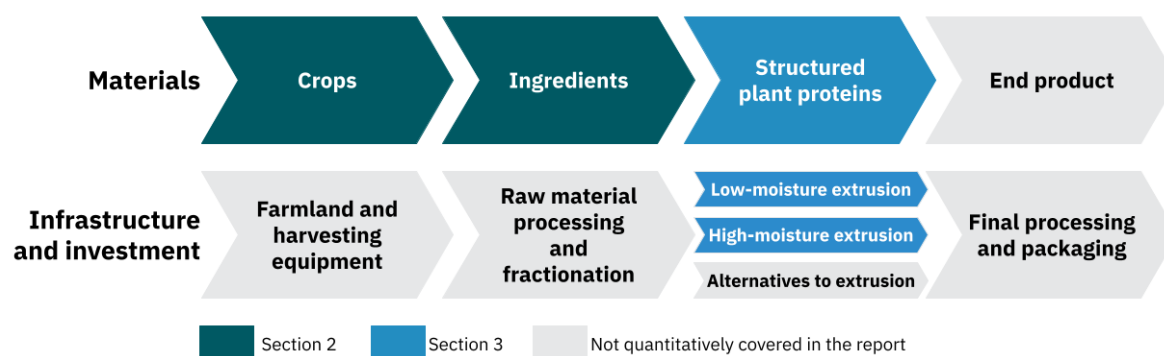 Materials
Crops
Ingredients
Structured
plant proteins
End product
Infrastructure
and investment
Farmland and
harvesting
equipment
Raw material
processing
and
fractionation
Low-moisture extrusion
High-moisture extrusion
Alternatives to extrusion
Final processing
and packaging
Section 2
Section 3
Not quantitatively covered in the report